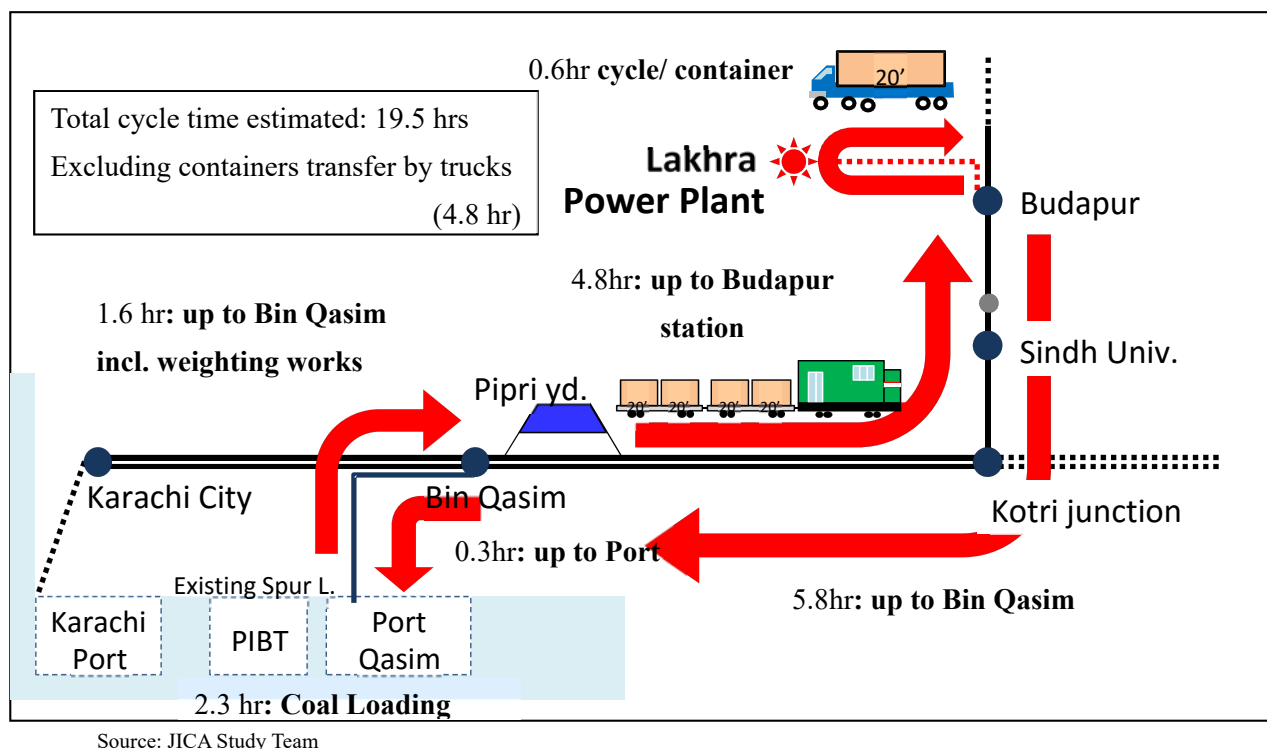 0.6hr cycle/ container
20'
Total cycle time estimated: 19.5 hrs
Excluding containers transfer by trucks
(4.8 hr)
Lakhra
Power Plant
Budapur
4.8hr: up to Budapur
station
1.6 hr: up to Bin Qasim
incl. weighting works
Sindh Univ.
Pipri yd.
20' 20' 20' 20'
Karachi City
Bin Qasim
Kotri junction
0.3hr: up to Port
Existing Spur L.
5.8hr: up to Bin Qasim
Karachi
Port
PIBT
Port
Qasim
2.3 hr: Coal Loading
Source: JICA Study Team